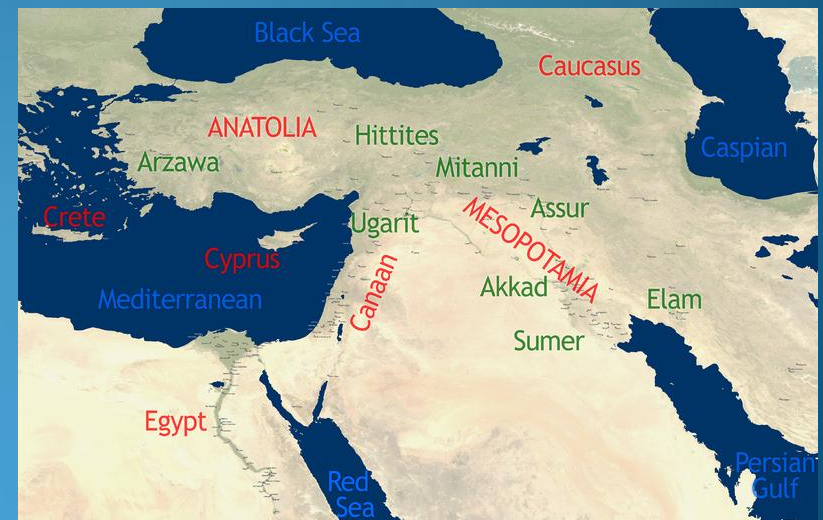 Black Sea
Caucasus
ANATOLIA
Hittites
Caspian
Arzawa
Mitanni
Crete
Ugarit
Assur
MESOPOTAMIA
Cyprus
Canaan
Akkad
Mediterranean
Elam
Sumer
Egypt
Red
Sea
Persian
Gulf